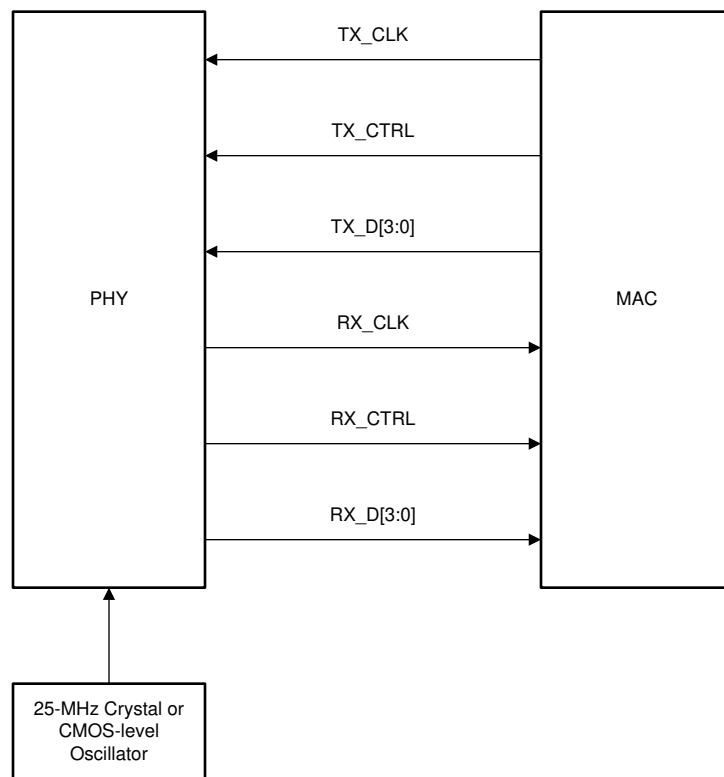 TX_CLK
TX_CTRL
TX_D[3:0]
PHY
MAC
RX_CLK
RX_CTRL
RX_D[3:0]
25-MHz Crystal or
CMOS-level
Oscillator